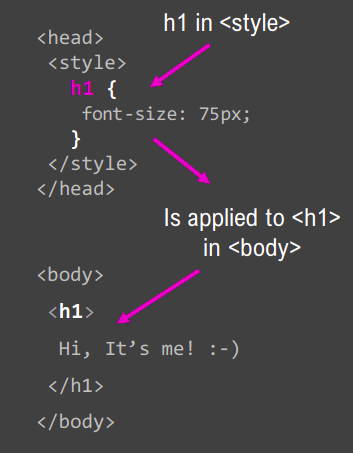 h1 in <style>
<head>
<style>
h1 {
font-size: 75px;
}
</style>
</head>
Is applied to <h1>
in <body>
<body>
<h1>
Hi, It’s me! :-)
</h1>
</body>